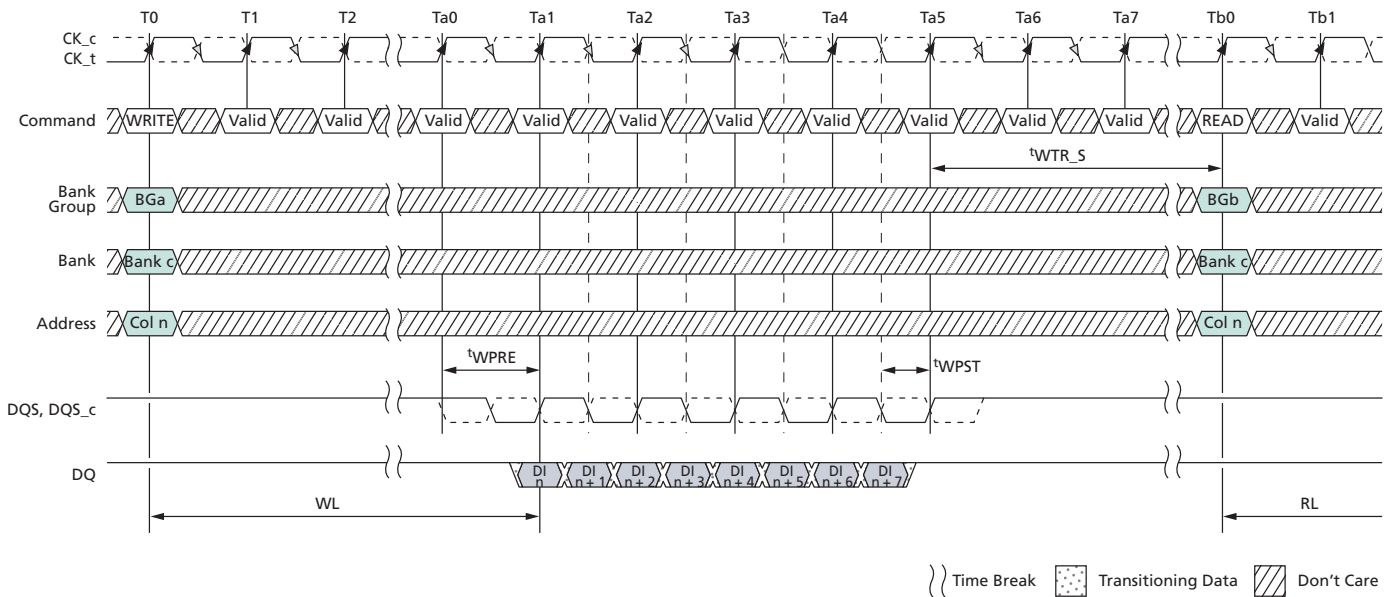 T0 T1 T2 Ta0 Ta1 Ta2 Ta3 Ta4 Ta5 Ta6 Ta7 Tb0 Tb1
CK_c
CK_t
Command WRITE Valid Valid Valid Valid Valid Valid Valid Valid Valid Valid READ Valid
tWTR_S
Bank Group BGa BGb
Bank Bank c Bank c
Address Col n Col n
tWPRE tWPST
DQS, DQS_c
DQ DI n DI n + 1 DI n + 2 DI n + 3 DI n + 4 DI n + 5 DI n + 6 DI n + 7
WL RL
Time Break Transitioning Data Don't Care